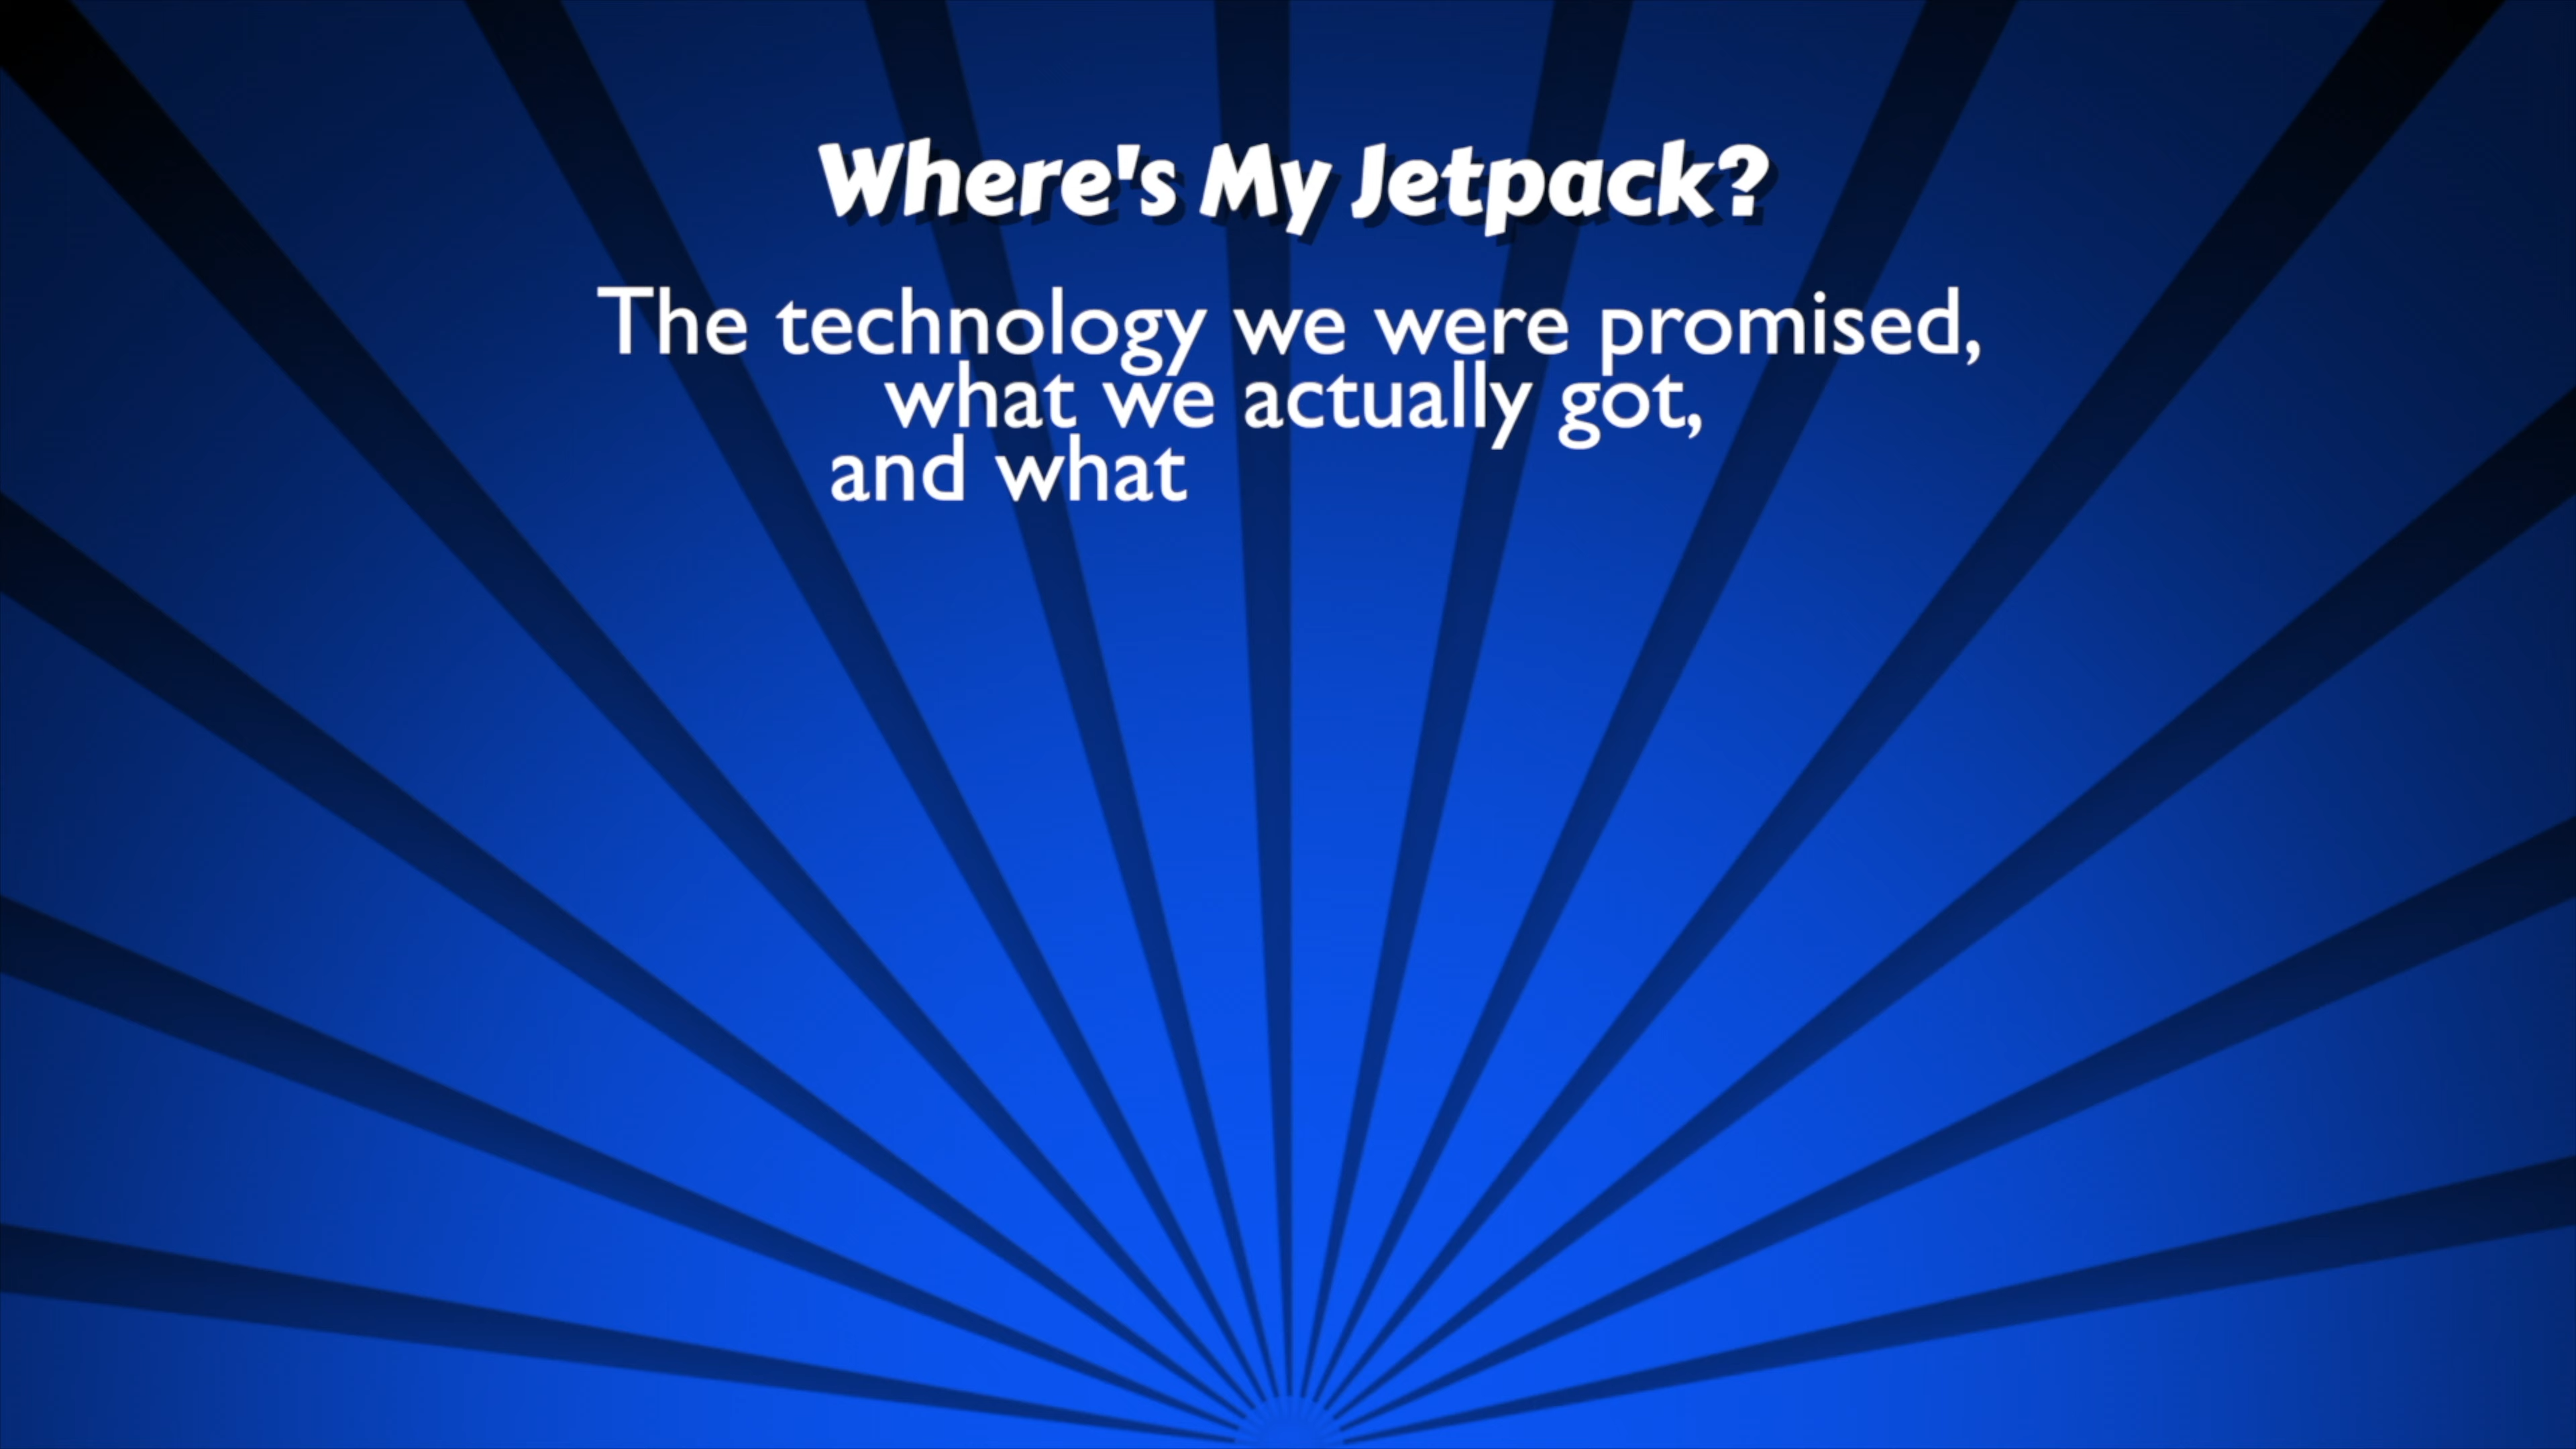 Where's My Jetpack?
The technology we were promised,
what we actually got,
and what